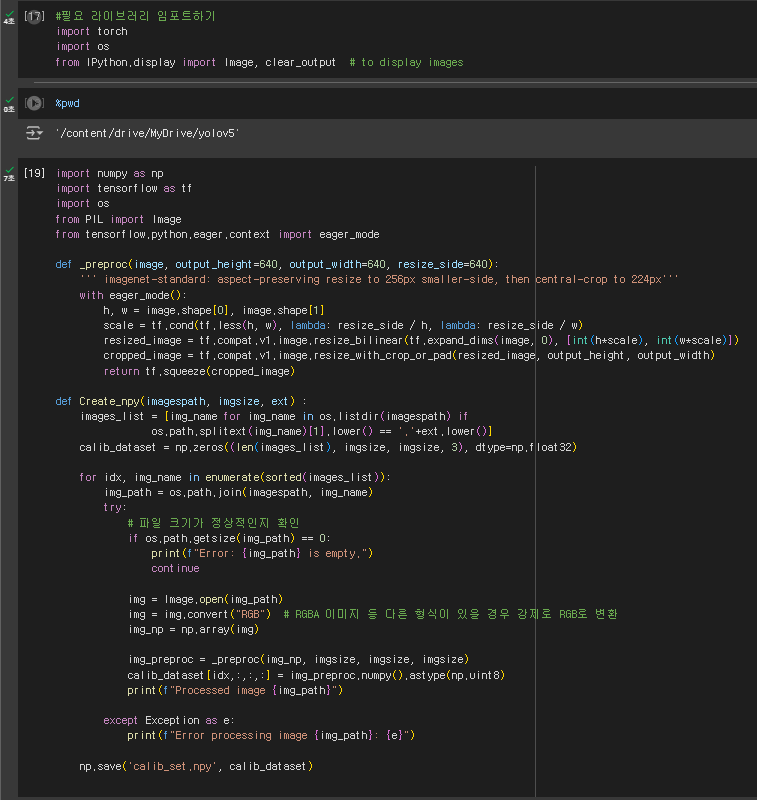 4초
[17] #필요 라이브러리 임포트하기
import torch
import os
from IPython.display import Image, clear_output  # to display images
0초
%pwd
'/content/drive/MyDrive/yolov5'
7초
[19] import numpy as np
import tensorflow as tf
import os
from PIL import Image
from tensorflow.python.eager.context import eager_mode
def _preproc(image, output_height=640, output_width=640, resize_side=640):
    ''' imagenet-standard: aspect-preserving resize to 256px smaller-side, then central-crop to 224px'''
    with eager_mode():
        h, w = image.shape[0], image.shape[1]
        scale = tf.cond(tf.less(h, w), lambda: resize_side / h, lambda: resize_side / w)
        resized_image = tf.compat.v1.image.resize_bilinear(tf.expand_dims(image, 0), [int(h*scale), int(w*scale)])
        cropped_image = tf.compat.v1.image.resize_with_crop_or_pad(resized_image, output_height, output_width)
        return tf.squeeze(cropped_image)
def Create_npy(imagespath, imgsize, ext) :
    images_list = [img_name for img_name in os.listdir(imagespath) if
                os.path.splitext(img_name)[1].lower() == '.'+ext.lower()]
    calib_dataset = np.zeros((len(images_list), imgsize, imgsize, 3), dtype=np.float32)
    for idx, img_name in enumerate(sorted(images_list)):
        img_path = os.path.join(imagespath, img_name)
        try:
            # 파일 크기가 정상적인지 확인
            if os.path.getsize(img_path) == 0:
                print(f"Error: {img_path} is empty.")
                continue
            img = Image.open(img_path)
            img = img.convert("RGB")  # RGBA 이미지 등 다른 형식이 있을 경우 강제로 RGB로 변환
            img_np = np.array(img)
            img_preproc = _preproc(img_np, imgsize, imgsize, imgsize)
            calib_dataset[idx,:,:,:] = img_preproc.numpy().astype(np.uint8)
            print(f"Processed image {img_path}")
        except Exception as e:
            print(f"Error processing image {img_path}: {e}")
    np.save('calib_set.npy', calib_dataset)